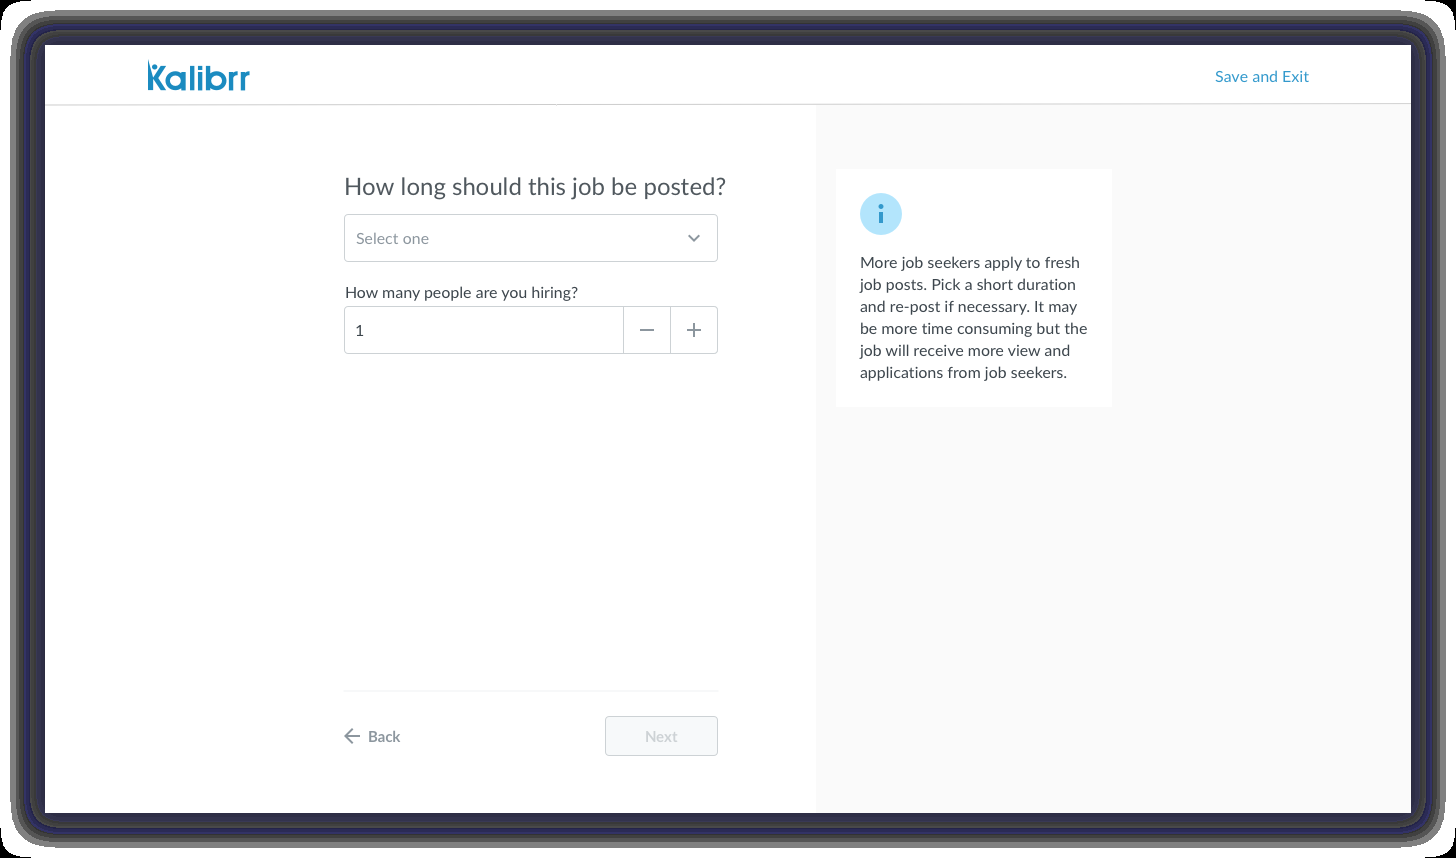 Kalibrr
Save and Exit
How long should this job be posted?
Select one
How many people are you hiring?
1
Back
Next
More job seekers apply to fresh
job posts. Pick a short duration
and re-post if necessary. It may
be more time consuming but the
job will receive more view and
applications from job seekers.